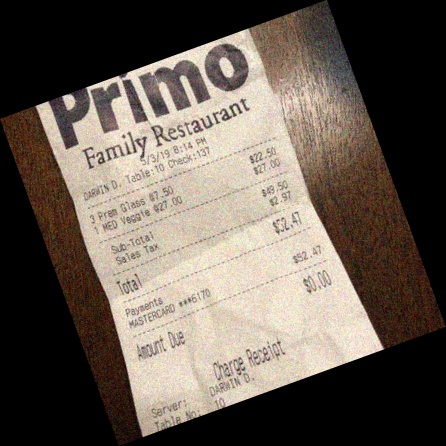 Primo
Family Restaurant
5/3/19 8:14 PM
DARWIN D. Table:10 Check:137
3 Prem Glass @7.50 $22.50
1 MED Veggie @27.00 $27.00
Sub-Total $49.50
Sales Tax $2.97
Total $52.47
Payments
MASTERCARD ***6170 $52.47
Amount Due $0.00
Charge Receipt
Server: DARWIN D.
Table No: 10